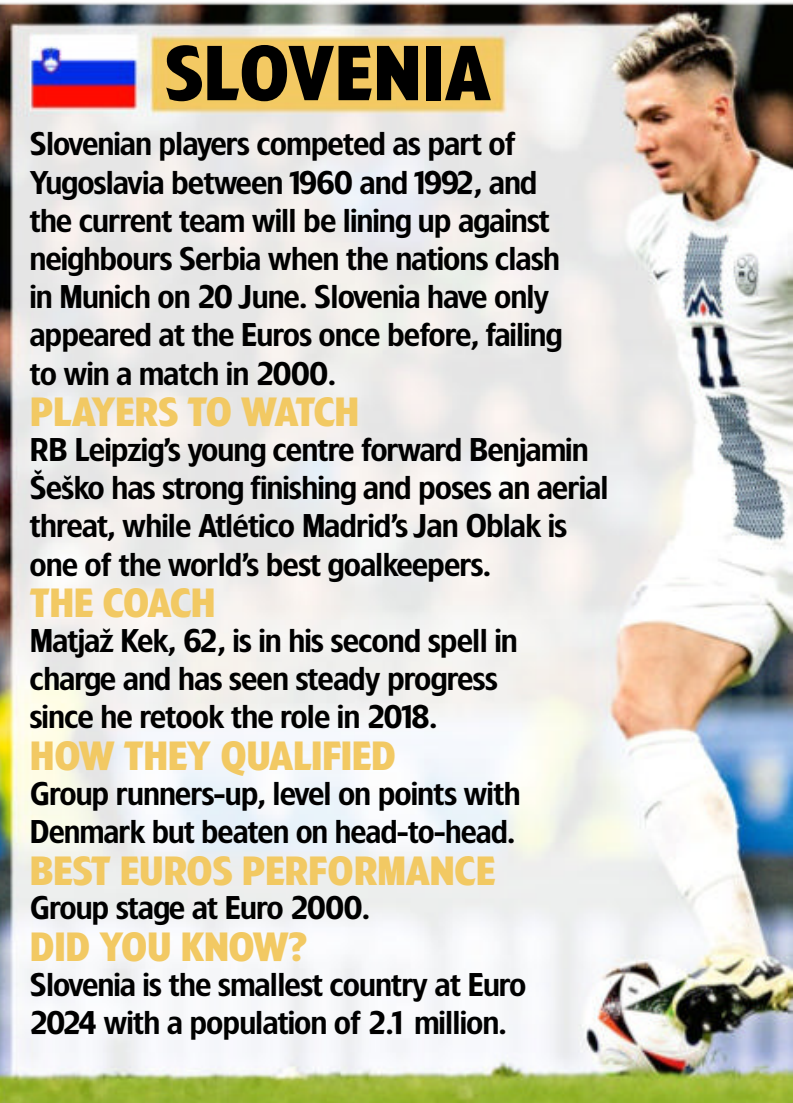 SLOVENIA
Slovenian players competed as part of
Yugoslavia between 1960 and 1992, and
the current team will be lining up against
neighbours Serbia when the nations clash
in Munich on 20 June. Slovenia have only
appeared at the Euros once before, failing
to win a match in 2000.
PLAYERS TO WATCH
RB Leipzig's young centre forward Benjamin
Šeško has strong finishing and poses an aerial
threat, while Atlético Madrid's Jan Oblak is
one of the world's best goalkeepers.
THE COACH
Matjaž Kek, 62, is in his second spell in
charge and has seen steady progress
since he retook the role in 2018.
HOW THEY QUALIFIED
Group runners-up, level on points with
Denmark but beaten on head-to-head.
BEST EUROS PERFORMANCE
Group stage at Euro 2000.
DID YOU KNOW?
Slovenia is the smallest country at Euro
2024 with a population of 2.1 million.
11